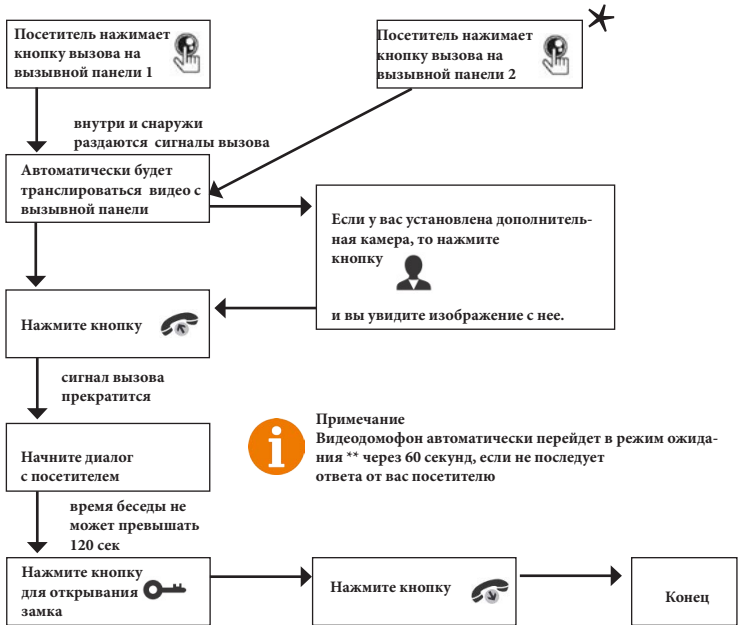 Посетитель нажимает
кнопку вызова на
вызывной панели 1
Посетитель нажимает
кнопку вызова на
вызывной панели 2
внутри и снаружи
раздаются сигналы вызова
Автоматически будет
транслироваться видео с
вызывной панели
Если у вас установлена дополнитель-
ная камера, то нажмите
кнопку
и вы увидите изображение с нее.
Нажмите кнопку
сигнал вызова
прекратится
Примечание
Видеодомофон автоматически перейдет в режим ожида-
ния ** через 60 секунд, если не последует
ответа от вас посетителю
Начните диалог
с посетителем
время беседы не
может превышать
120 сек
Нажмите кнопку
для открывания
замка
Нажмите кнопку
Конец